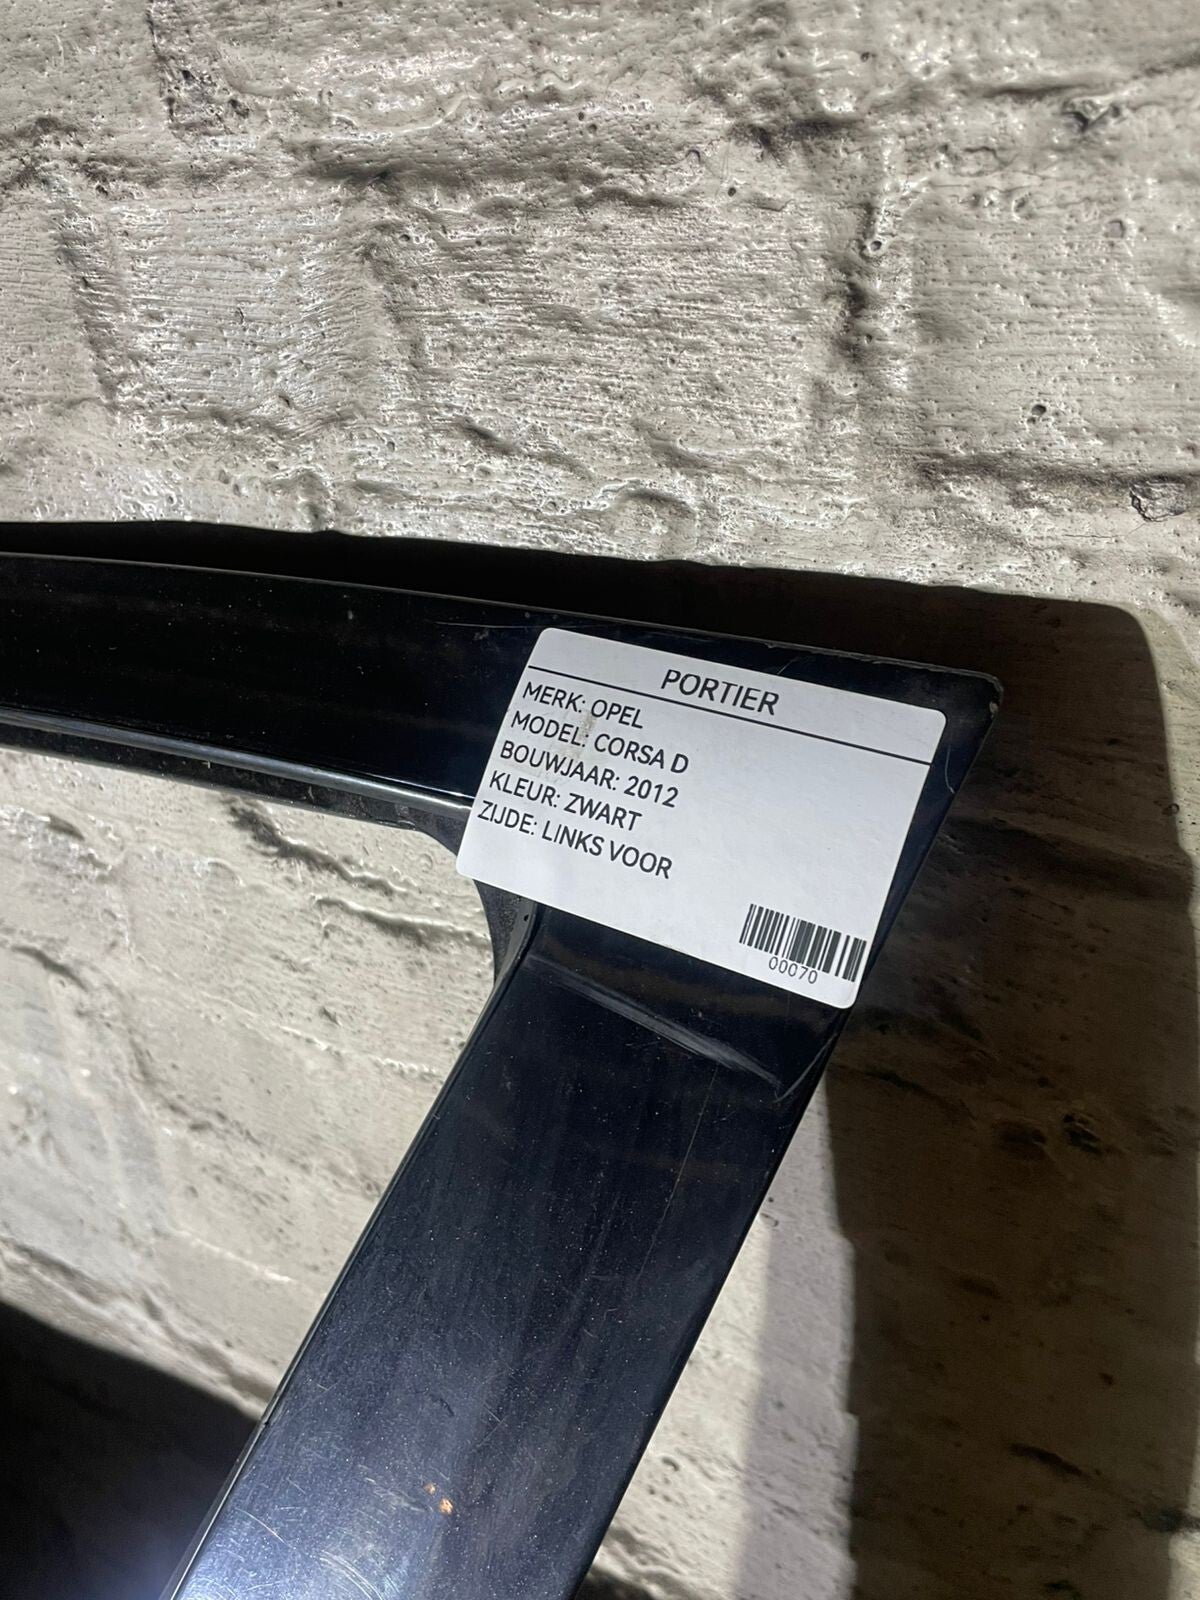 PORTIER
MERK: OPEL
MODEL: CORSA D
BOUWJAAR: 2012
KLEUR: ZWART
ZIJDE: LINKS VOOR
00070